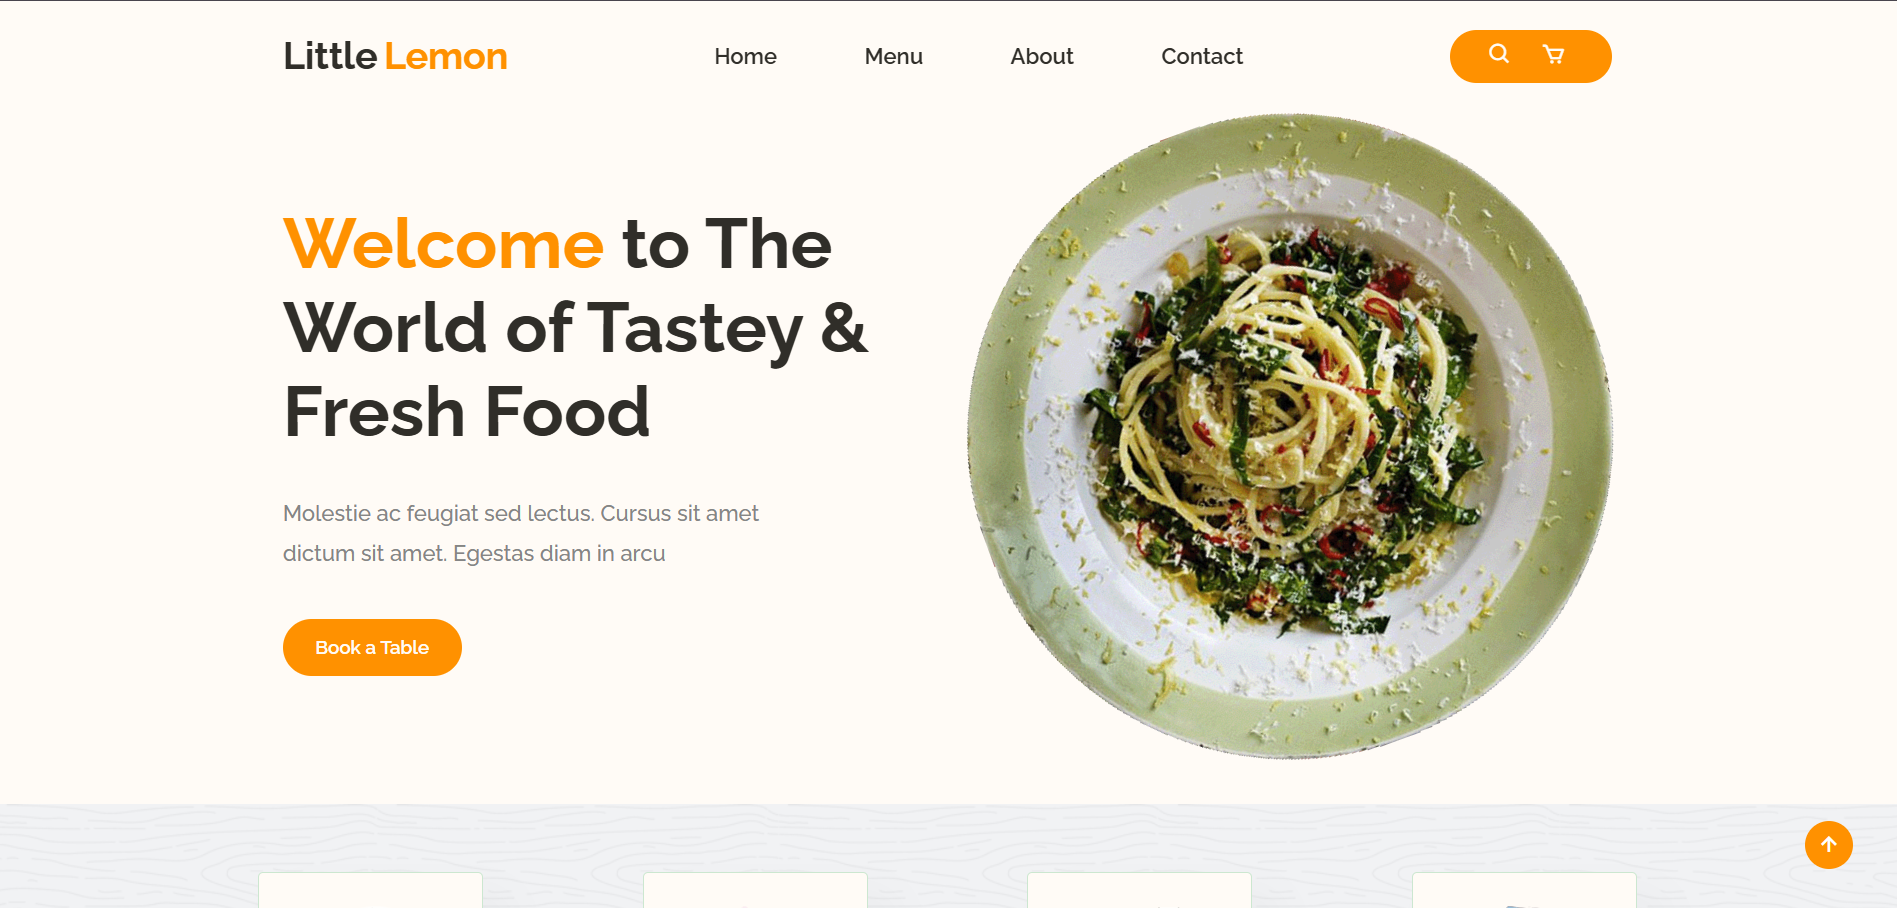 Little Lemon
Home
Menu
About
Contact
Welcome to The
World of Tastey &
Fresh Food
Molestie ac feugiat sed lectus. Cursus sit amet
dictum sit amet. Egestas diam in arcu
Book a Table